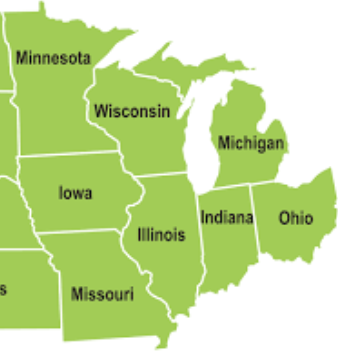 Minnesota
Wisconsin
Michigan
Iowa
Illinois
Indiana
Ohio
s
Missouri